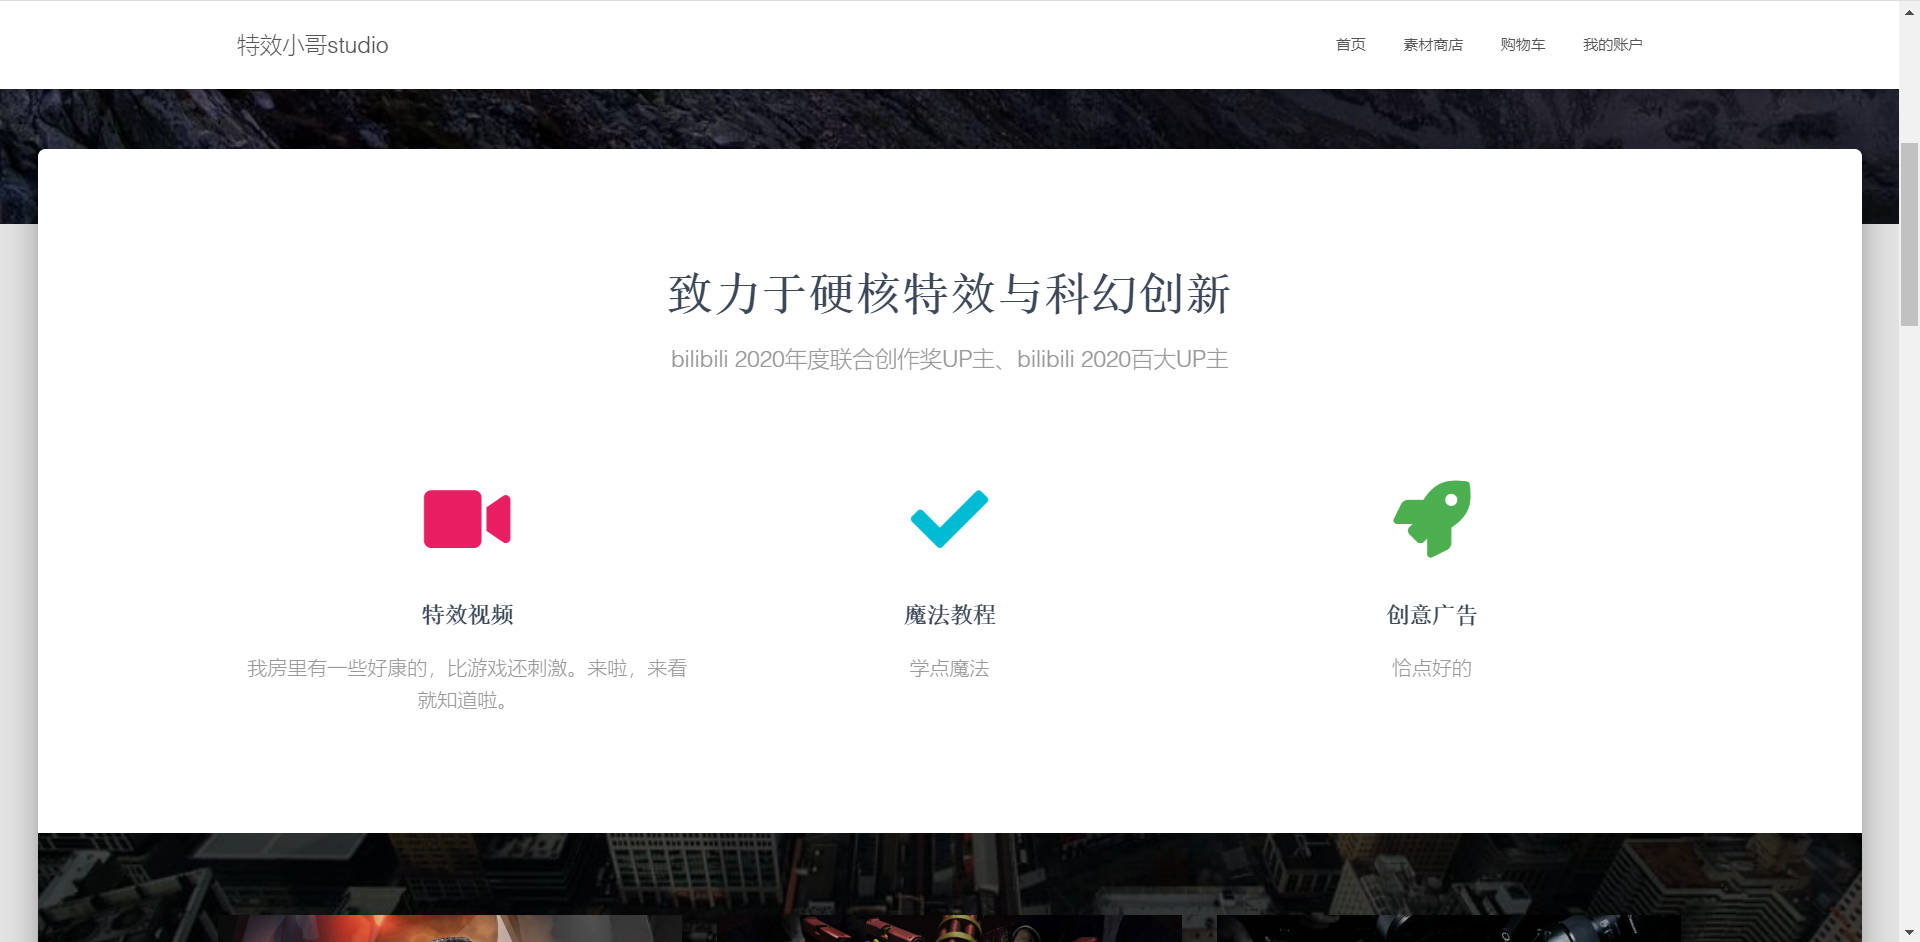 特效小哥studio
首页
素材商店
购物车
我的账户
致力于硬核特效与科幻创新
bilibili 2020年度联合创作奖UP主、bilibili 2020百大UP主
特效视频
我房里有一些好康的，比游戏还刺激。来啦，来看
就知道啦。
魔法教程
学点魔法
创意广告
恰点好的